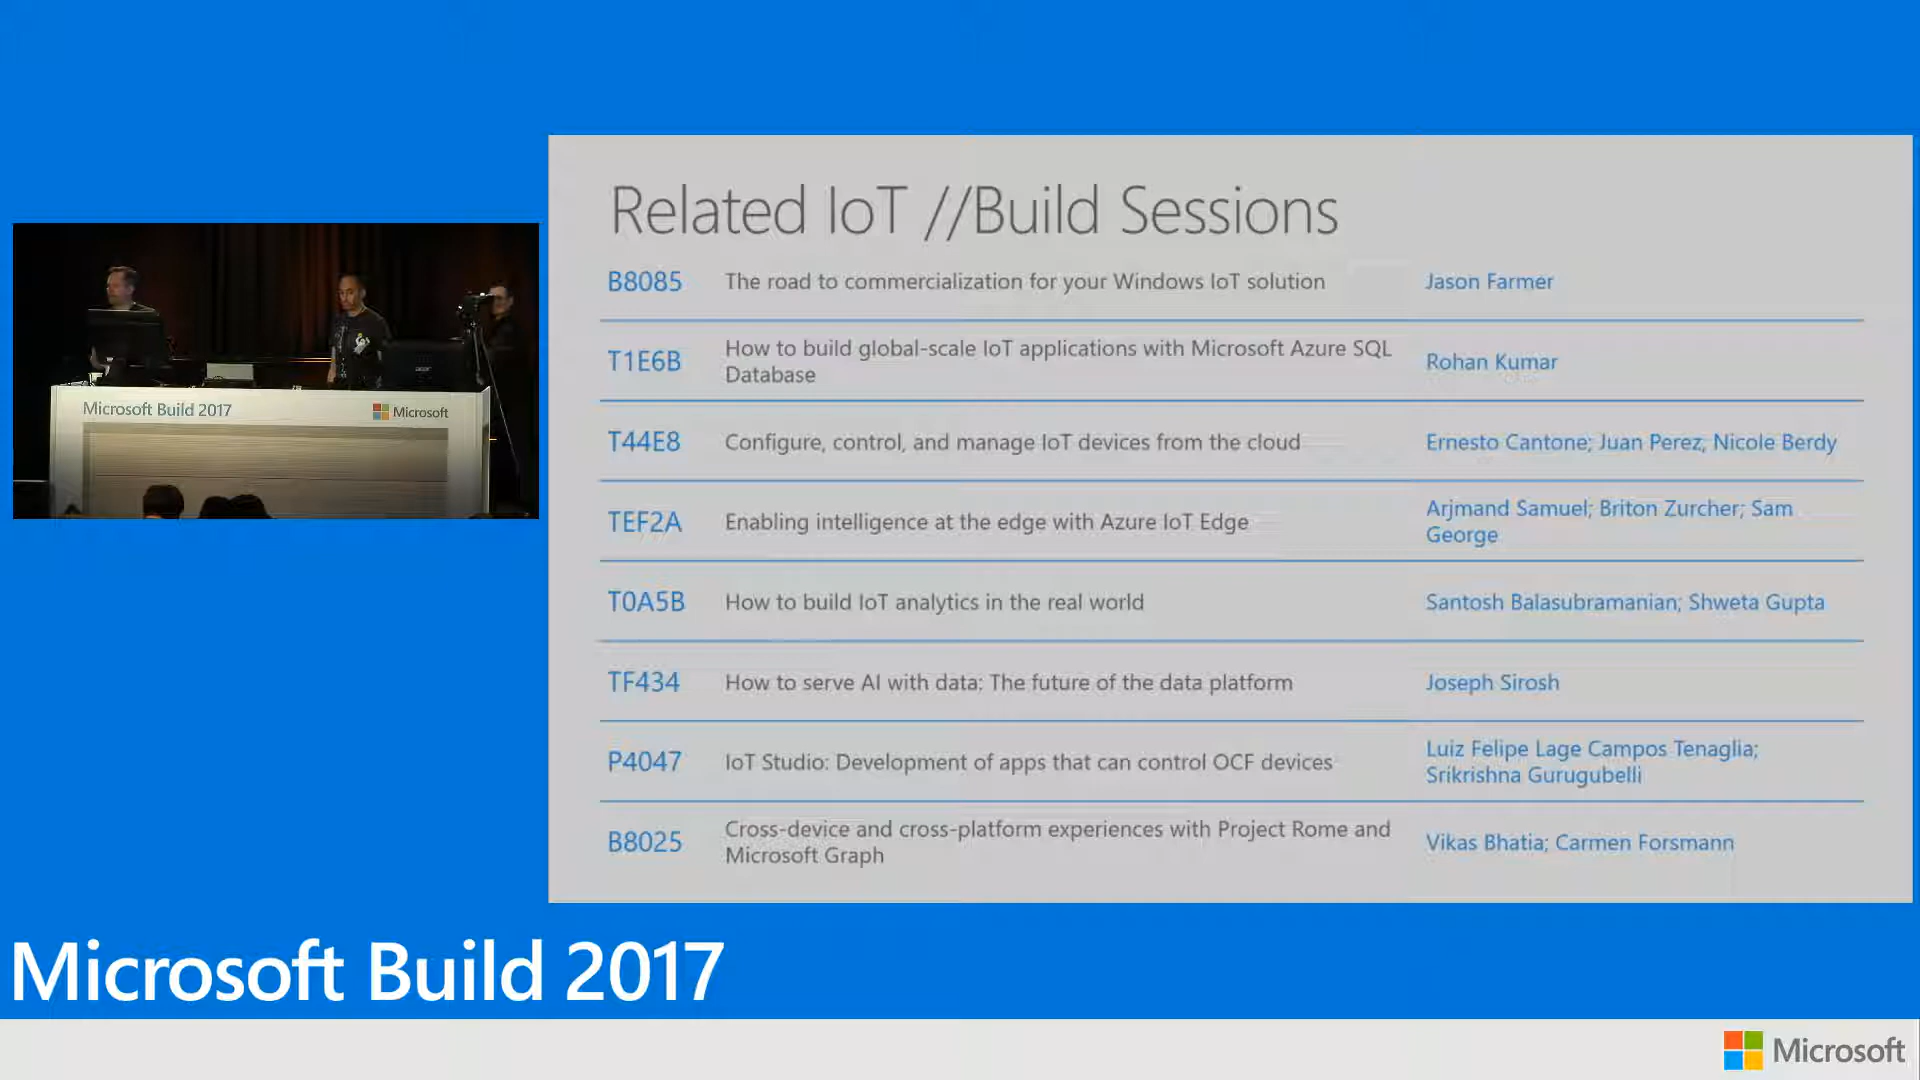 Related IoT //Build Sessions
B8085 The road to commercialization for your Windows IoT solution Jason Farmer
T1E6B How to build global-scale IoT applications with Microsoft Azure SQL
Database Rohan Kumar
T44E8 Configure, control, and manage IoT devices from the cloud Ernesto Cantone; Juan Perez, Nicole Berdy
TEF2A Enabling intelligence at the edge with Azure IoT Edge Arjmand Samuel; Briton Zurcher; Sam
George
T0A5B How to build IoT analytics in the real world Santosh Balasubramanian; Shweta Gupta
TF434 How to serve AI with data: The future of the data platform Joseph Sirosh
P4047 IoT Studio: Development of apps that can control OCF devices Luiz Felipe Lage Campos Tenaglia;
Srikrishna Gurugubelli
B8025 Cross-device and cross-platform experiences with Project Rome and
Microsoft Graph Vikas Bhatia; Carmen Forsmann
acer
Microsoft Build 2017 Microsoft
Microsoft Build 2017
Microsoft